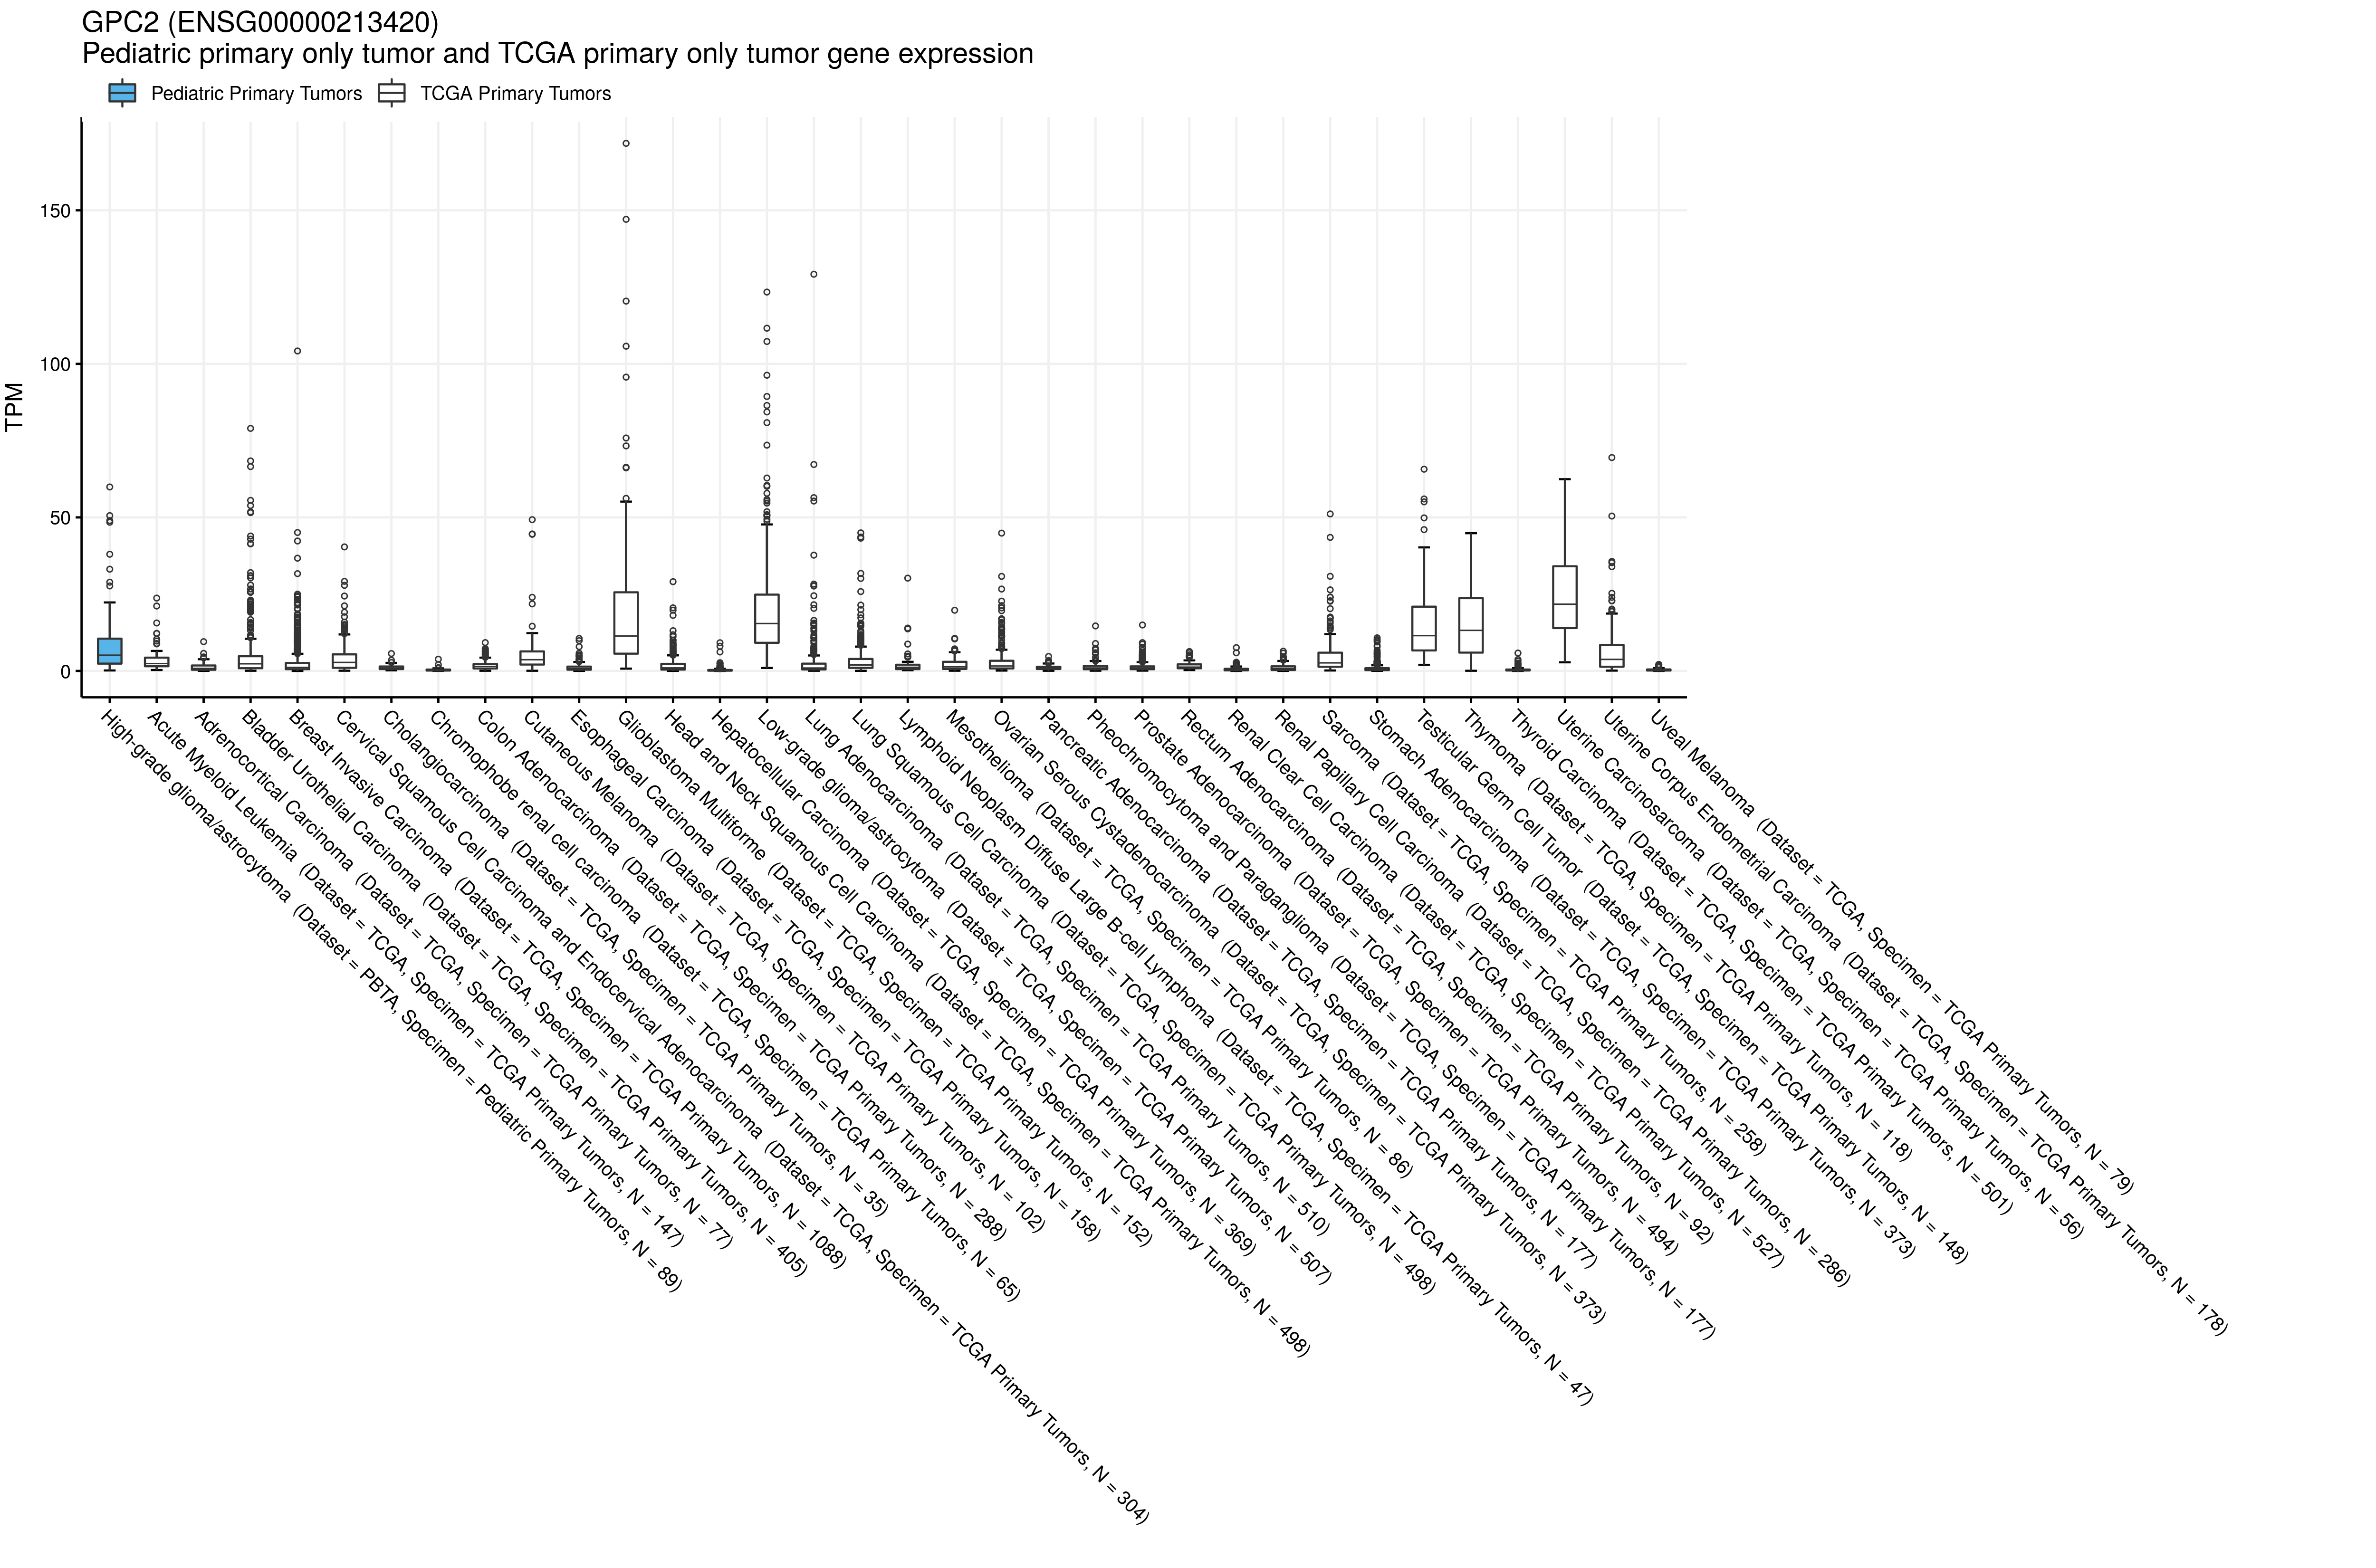 GPC2 (ENSG00000213420)
Pediatric primary only tumor and TCGA primary only tumor gene expression
Pediatric Primary Tumors
TCGA Primary Tumors
TPM
150
100
50
0
High-grade glioma/astrocytoma (Dataset = PBTA, Specimen = Pediatric Primary Tumors, N = 89)
Acute Myeloid Leukemia (Dataset = TCGA, Specimen = TCGA Primary Tumors, N = 147)
Adrenocortical Carcinoma (Dataset = TCGA, Specimen = TCGA Primary Tumors, N = 77)
Bladder Urothelial Carcinoma (Dataset = TCGA, Specimen = TCGA Primary Tumors, N = 405)
Breast Invasive Carcinoma (Dataset = TCGA, Specimen = TCGA Primary Tumors, N = 1088)
Cervical Squamous Cell Carcinoma and Endocervical Adenocarcinoma (Dataset = TCGA, Specimen = TCGA Primary Tumors, N = 304)
Cholangiocarcinoma (Dataset = TCGA, Specimen = TCGA Primary Tumors, N = 35)
Chromophobe renal cell carcinoma (Dataset = TCGA, Specimen = TCGA Primary Tumors, N = 65)
Colon Adenocarcinoma (Dataset = TCGA, Specimen = TCGA Primary Tumors, N = 288)
Cutaneous Melanoma (Dataset = TCGA, Specimen = TCGA Primary Tumors, N = 102)
Esophageal Carcinoma (Dataset = TCGA, Specimen = TCGA Primary Tumors, N = 158)
Glioblastoma Multiforme (Dataset = TCGA, Specimen = TCGA Primary Tumors, N = 152)
Head and Neck Squamous Cell Carcinoma (Dataset = TCGA, Specimen = TCGA Primary Tumors, N = 498)
Hepatocellular Carcinoma (Dataset = TCGA, Specimen = TCGA Primary Tumors, N = 369)
Low-grade glioma/astrocytoma (Dataset = TCGA, Specimen = TCGA Primary Tumors, N = 507)
Lung Adenocarcinoma (Dataset = TCGA, Specimen = TCGA Primary Tumors, N = 510)
Lung Squamous Cell Carcinoma (Dataset = TCGA, Specimen = TCGA Primary Tumors, N = 498)
Lymphoid Neoplasm Diffuse Large B-cell Lymphoma (Dataset = TCGA, Specimen = TCGA Primary Tumors, N = 47)
Mesothelioma (Dataset = TCGA, Specimen = TCGA Primary Tumors, N = 86)
Ovarian Serous Cystadenocarcinoma (Dataset = TCGA, Specimen = TCGA Primary Tumors, N = 373)
Pancreatic Adenocarcinoma (Dataset = TCGA, Specimen = TCGA Primary Tumors, N = 177)
Pheochromocytoma and Paraganglioma (Dataset = TCGA, Specimen = TCGA Primary Tumors, N = 177)
Prostate Adenocarcinoma (Dataset = TCGA, Specimen = TCGA Primary Tumors, N = 494)
Rectum Adenocarcinoma (Dataset = TCGA, Specimen = TCGA Primary Tumors, N = 92)
Renal Clear Cell Carcinoma (Dataset = TCGA, Specimen = TCGA Primary Tumors, N = 527)
Renal Papillary Cell Carcinoma (Dataset = TCGA, Specimen = TCGA Primary Tumors, N = 286)
Sarcoma (Dataset = TCGA, Specimen = TCGA Primary Tumors, N = 258)
Stomach Adenocarcinoma (Dataset = TCGA, Specimen = TCGA Primary Tumors, N = 373)
Testicular Germ Cell Tumor (Dataset = TCGA, Specimen = TCGA Primary Tumors, N = 148)
Thymoma (Dataset = TCGA, Specimen = TCGA Primary Tumors, N = 118)
Thyroid Carcinoma (Dataset = TCGA, Specimen = TCGA Primary Tumors, N = 501)
Uterine Carcinosarcoma (Dataset = TCGA, Specimen = TCGA Primary Tumors, N = 56)
Uterine Corpus Endometrial Carcinoma (Dataset = TCGA, Specimen = TCGA Primary Tumors, N = 178)
Uveal Melanoma (Dataset = TCGA, Specimen = TCGA Primary Tumors, N = 79)